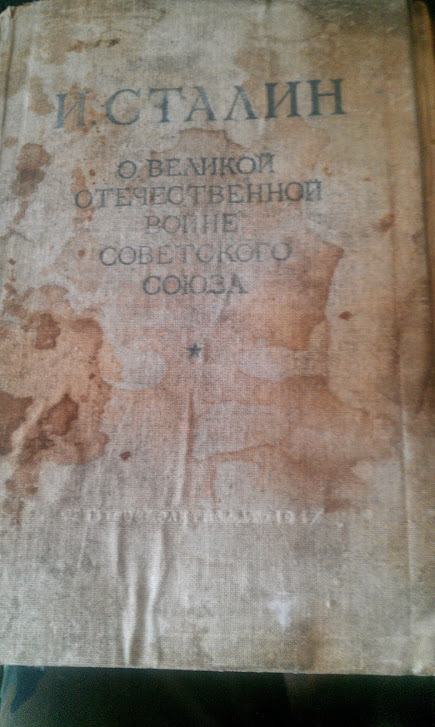 И. СТАЛИН
О ВЕЛИКОЙ
ОТЕЧЕСТВЕННОЙ
ВОЙНЕ
СОВЕТСКОГО
СОЮЗА